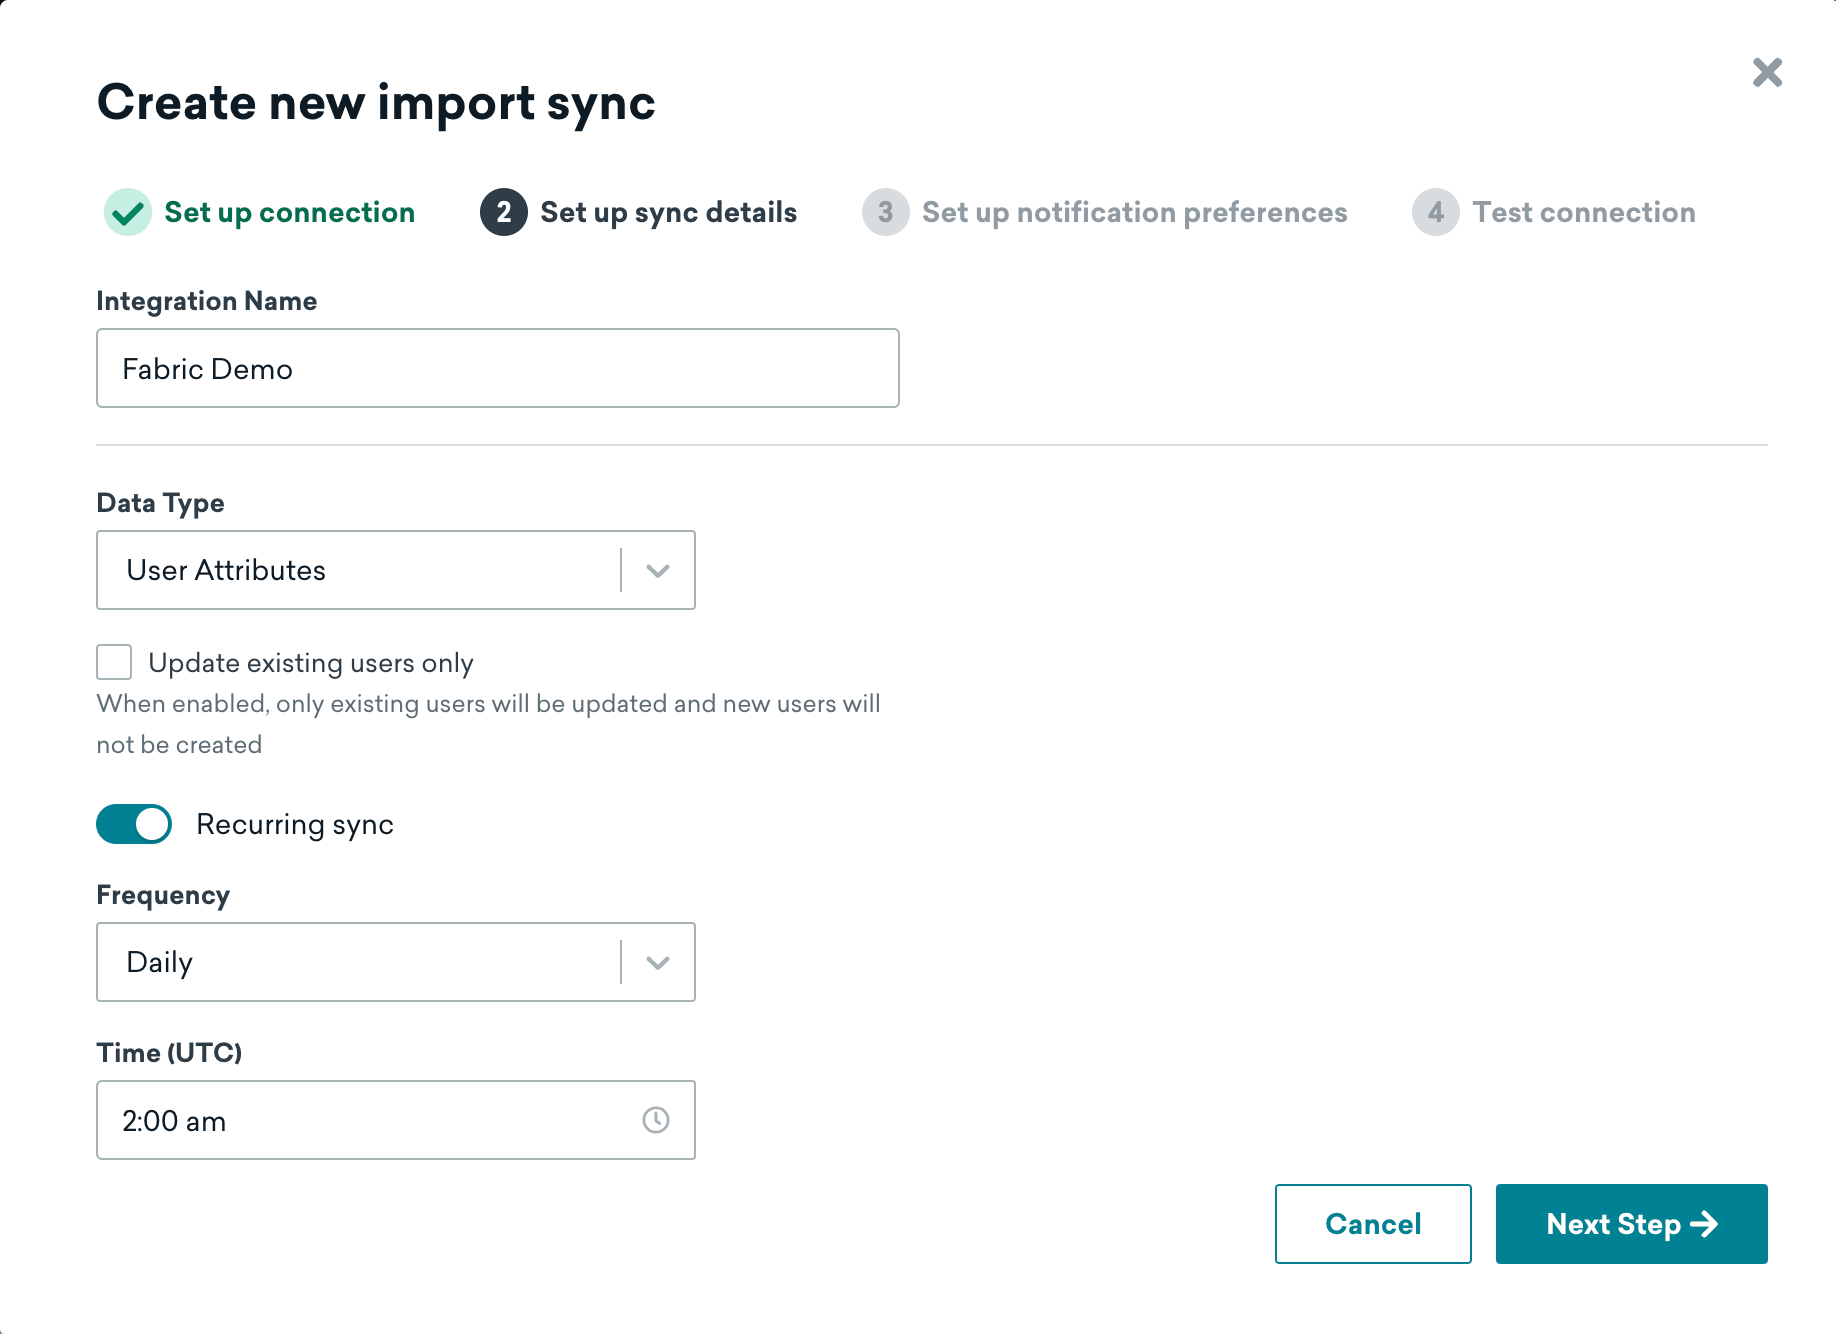 Create new import sync
Set up connection
2 Set up sync details
3 Set up notification preferences
4 Test connection
Integration Name
Fabric Demo
Data Type
User Attributes
Update existing users only
When enabled, only existing users will be updated and new users will
not be created
Recurring sync
Frequency
Daily
Time (UTC)
2:00 am
Cancel
Next Step